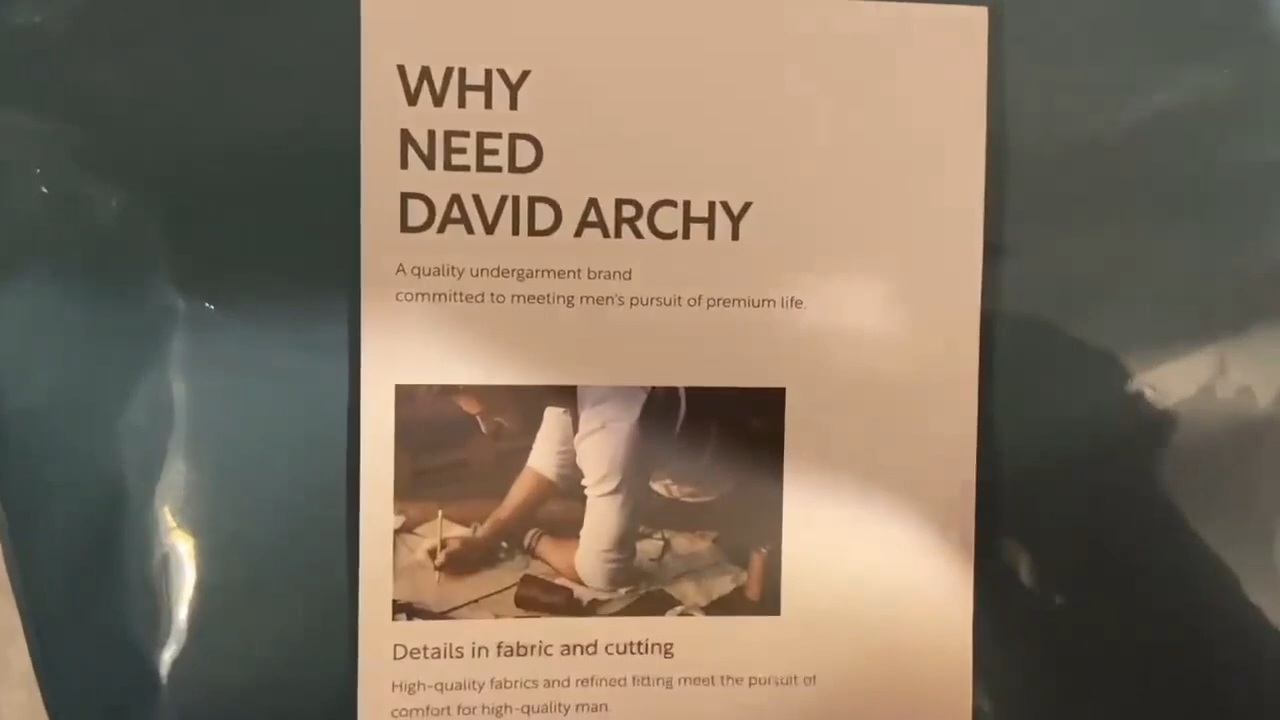 WHY
NEED
DAVID ARCHY
A quality undergarment brand
committed to meeting men's pursuit of premium life.
Details in fabric and cutting
High-quality fabrics and refined fitting meet the pursuit of
comfort for high-quality man.